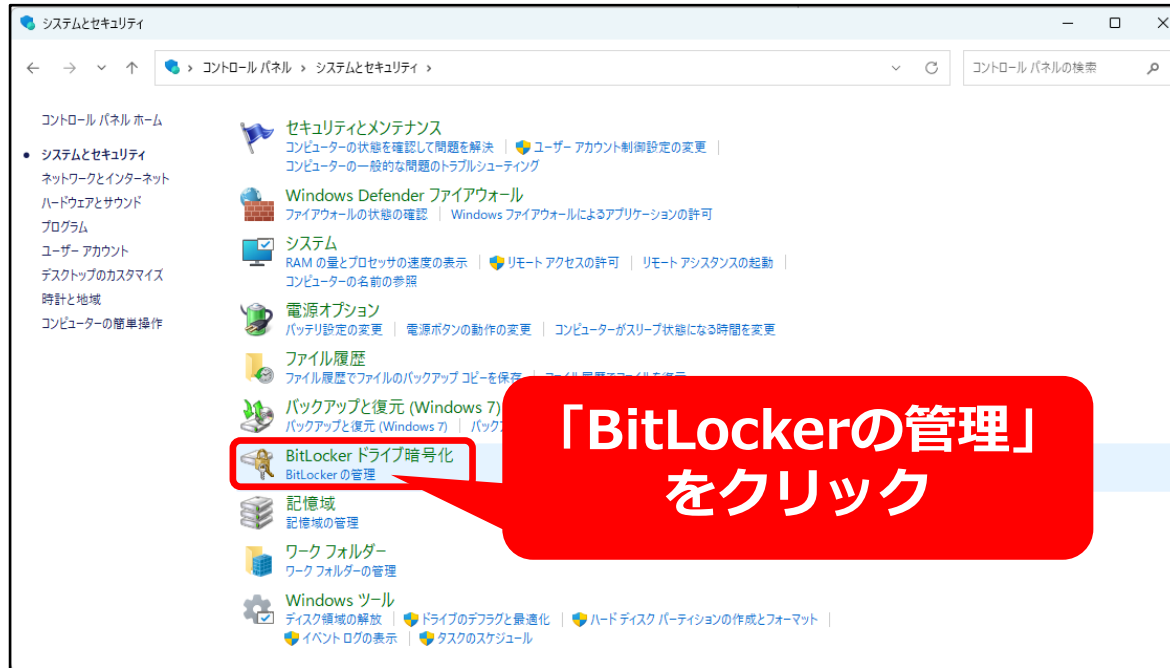 システムとセキュリティ
コントロール パネル › システムとセキュリティ ›
コントロール パネルの検索
コントロール パネル ホーム
システムとセキュリティ
ネットワークとインターネット
ハードウェアとサウンド
プログラム
ユーザー アカウント
デスクトップのカスタマイズ
時計と地域
コンピューターの簡単操作
セキュリティとメンテナンス
コンピューターの状態を確認して問題を解決 | ユーザー アカウント制御設定の変更 |
コンピューターの一般的な問題のトラブルシューティング
Windows Defender ファイアウォール
ファイアウォールの状態の確認 | Windows ファイアウォールによるアプリケーションの許可
システム
RAM の量とプロセッサの速度の表示 | リモート アクセスの許可 | リモート アシスタンスの起動 |
コンピューターの名前の参照
電源オプション
バッテリ設定の変更 | 電源ボタンの動作の変更 | コンピューターがスリープ状態になる時間を変更
ファイル履歴
ファイル履歴でファイルのバックアップ コピーを保存 | ファイル履歴でファイルを復元
バックアップと復元 (Windows 7)
バックアップと復元 (Windows 7) |
BitLocker ドライブ暗号化
BitLocker の管理
「BitLockerの管理」
をクリック
記憶域
記憶域の管理
ワーク フォルダー
ワーク フォルダーの管理
Windows ツール
ディスク領域の解放 | ドライブのデフラグと最適化 | ハード ディスク パーティションの作成とフォーマット |
イベント ログの表示 | タスクのスケジュール